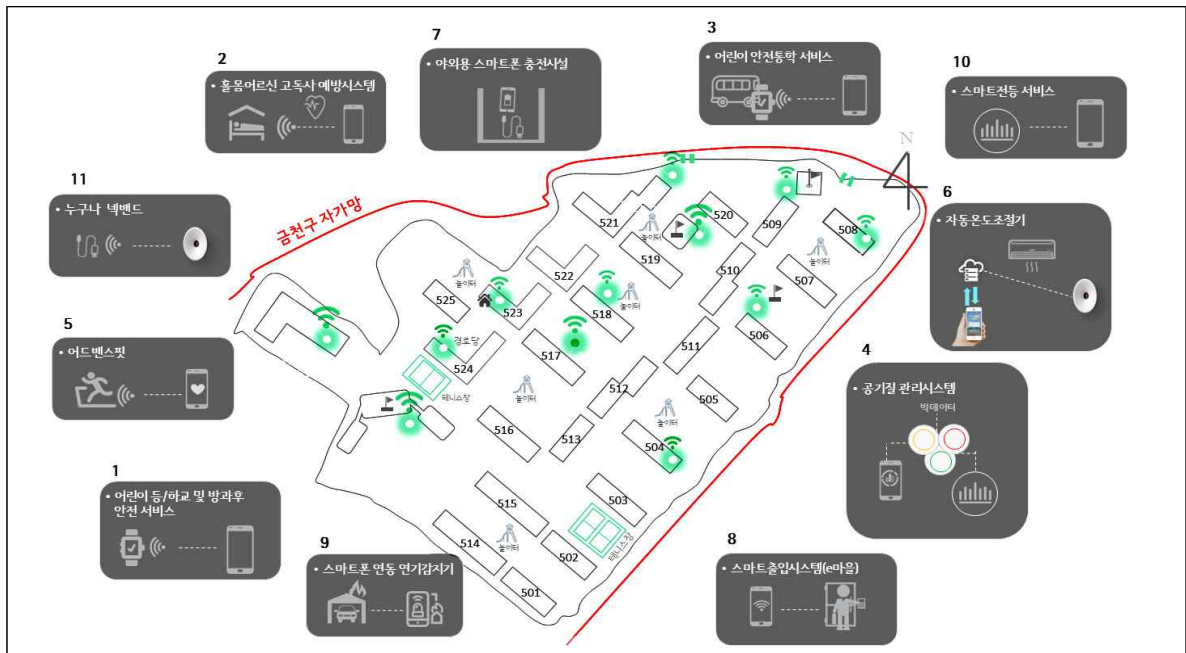 7
• 야외용 스마트폰 충전시설
3
• 어린이 안전통학 서비스
2
• 홀몸어르신 고독사 예방시스템
10
• 스마트전등 서비스
N
11
• 누구나 넥밴드
금천구 자가망
6
• 자동온도조절기
521
놀이터
520
509
508
놀이터
519
놀이터
510
507
놀이터
522
525
523
518
놀이터
506
5
• 어드밴스핏
경로당
524
517
511
4
• 공기질 관리시스템
빅데이터
테니스장
놀이터
512
505
놀이터
516
513
504
1
• 어린이 등/하교 및 방과후
안전 서비스
515
503
514
놀이터
502
테니스장
501
9
• 스마트폰 연동 연기감지기
8
• 스마트출입시스템(e마을)